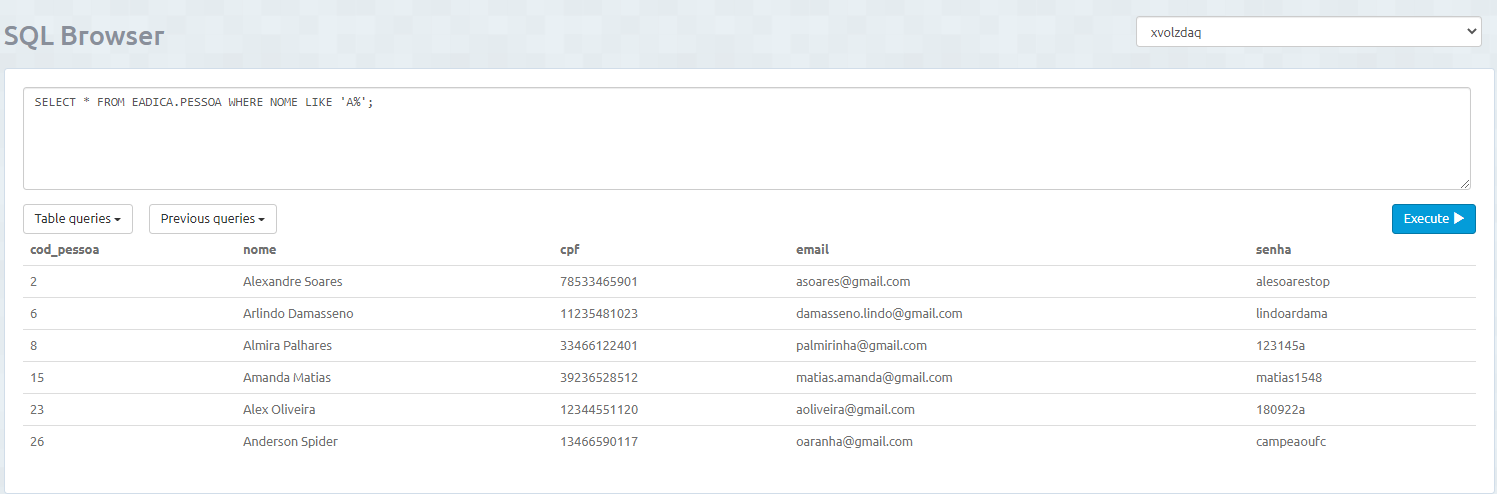 SQL Browser
xvolzdaq
SELECT * FROM EADICA.PESSOA WHERE NOME LIKE 'A%';
Table queries Previous queries Execute
cod_pessoa nome cpf email senha
2 Alexandre Soares 78533465901 asoares@gmail.com alesoarestop
6 Arlindo Damasseno 11235481023 damasseno.lindo@gmail.com lindoardama
8 Almira Palhares 33466122401 palmirinha@gmail.com 123145a
15 Amanda Matias 39236528512 matias.amanda@gmail.com matias1548
23 Alex Oliveira 12344551120 aoliveira@gmail.com 180922a
26 Anderson Spider 13466590117 oaranha@gmail.com campeaoufc